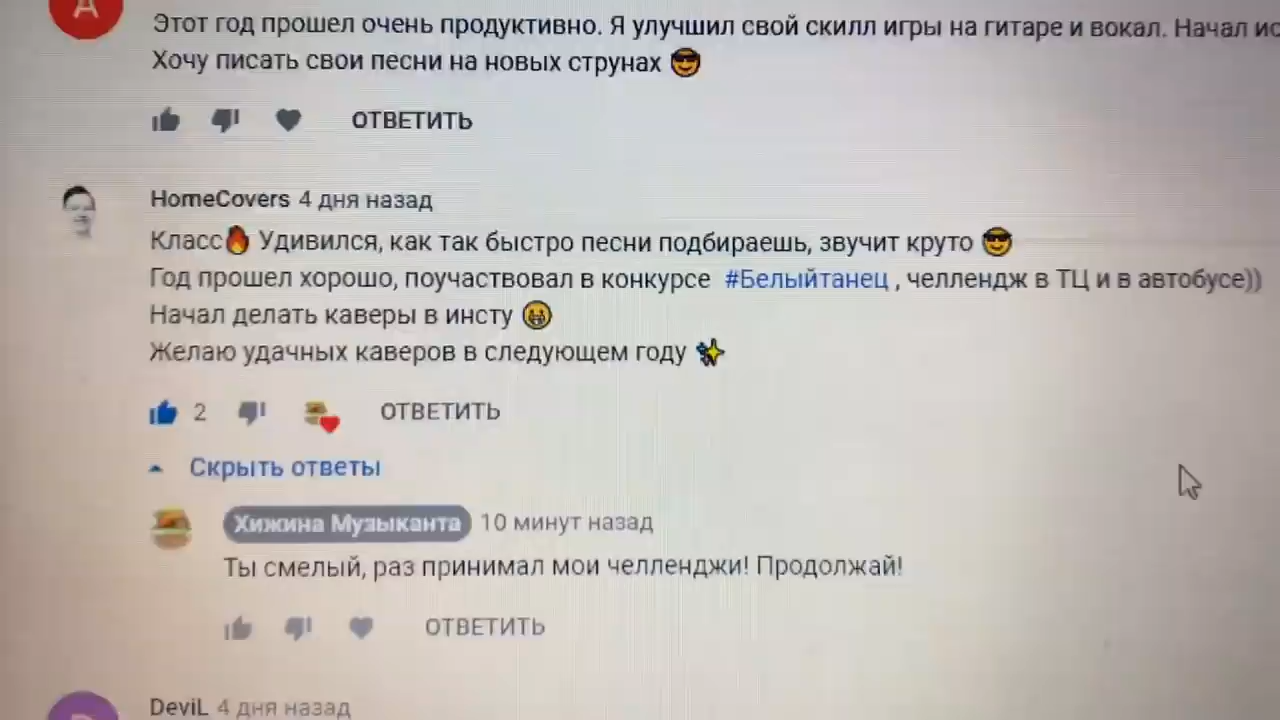 А
Этот год прошел очень продуктивно. Я улучшил свой скилл игры на гитаре и вокал. Начал
Хочу писать свои песни на новых струнах 😎
ОТВЕТИТЬ
HomeCovers 4 дня назад
Класс🔥 Удивился, как так быстро песни подбираешь, звучит круто 😎
Год прошел хорошо, поучаствовал в конкурсе #Белыйтанец , челлендж в ТЦ и в автобусе))
Начал делать каверы в инсту 😁
Желаю удачных каверов в следующем году ✨
2 ОТВЕТИТЬ
Скрыть ответы
Хижина Музыканта 10 минут назад
Ты смелый, раз принимал мои челленджи! Продолжай!
ОТВЕТИТЬ
DeviL 4 дня назад